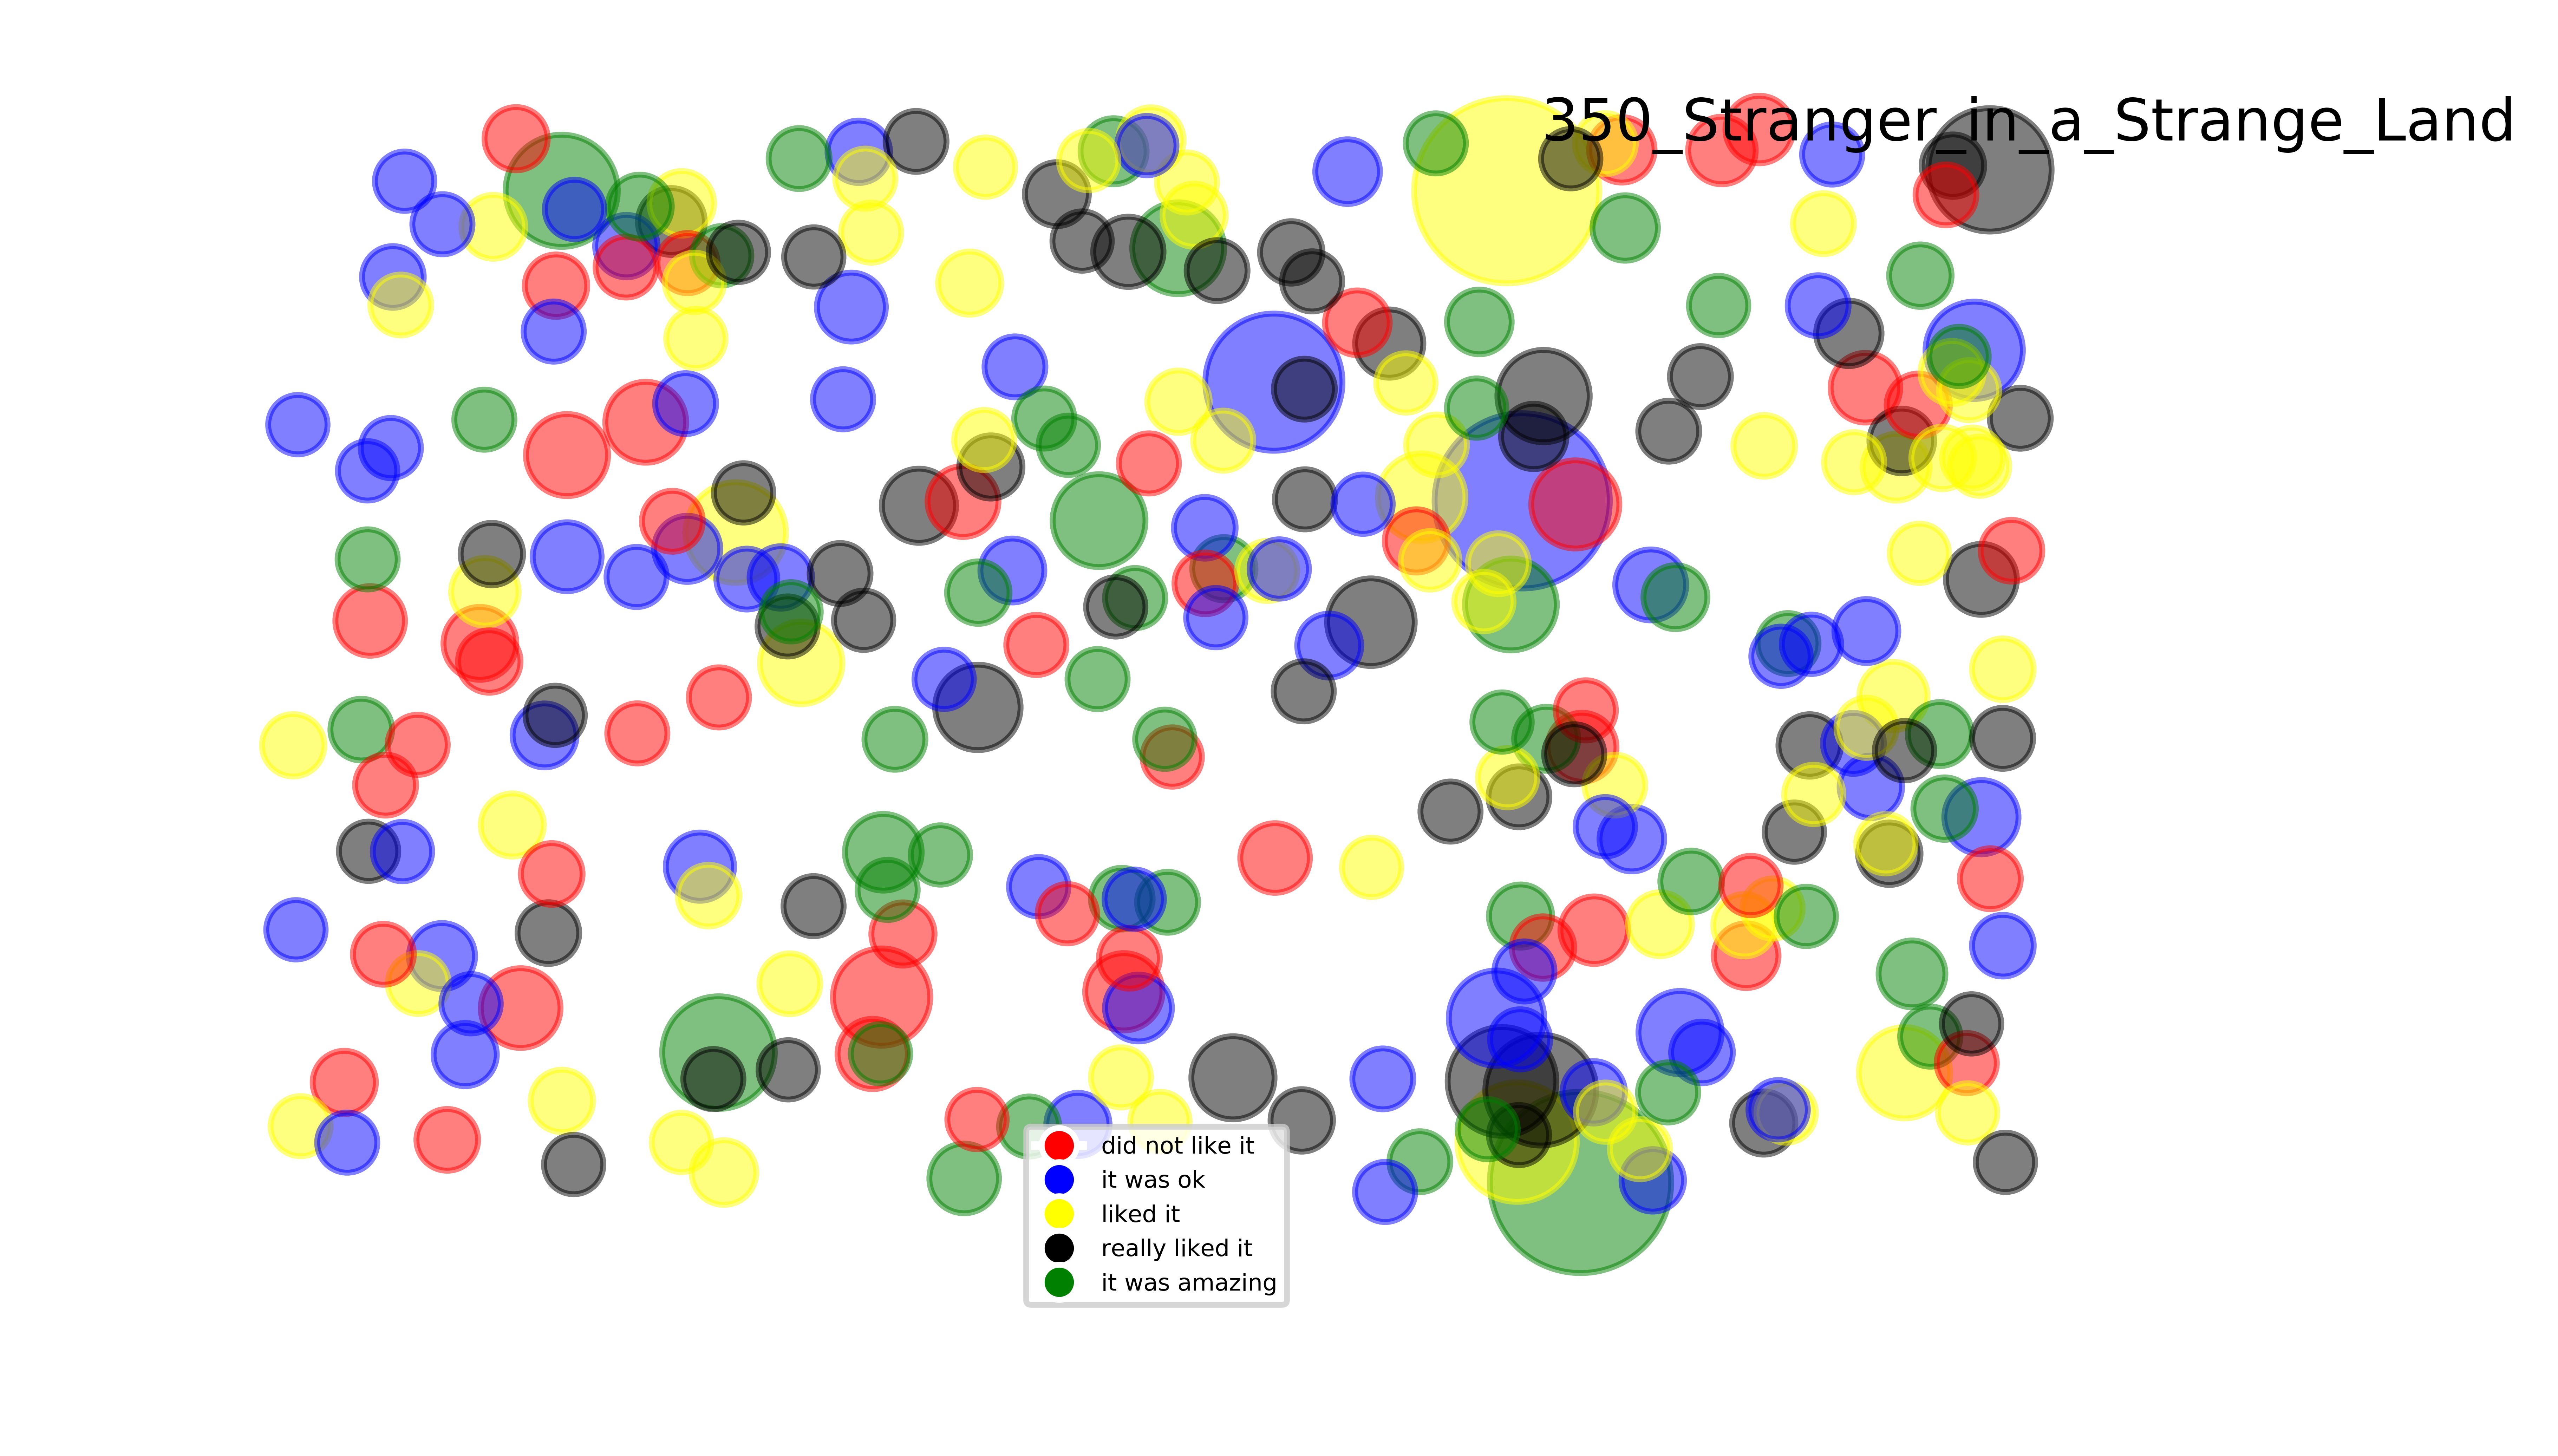 350_Stranger_in_a_Strange_Land
did not like it
it was ok
liked it
really liked it
it was amazing